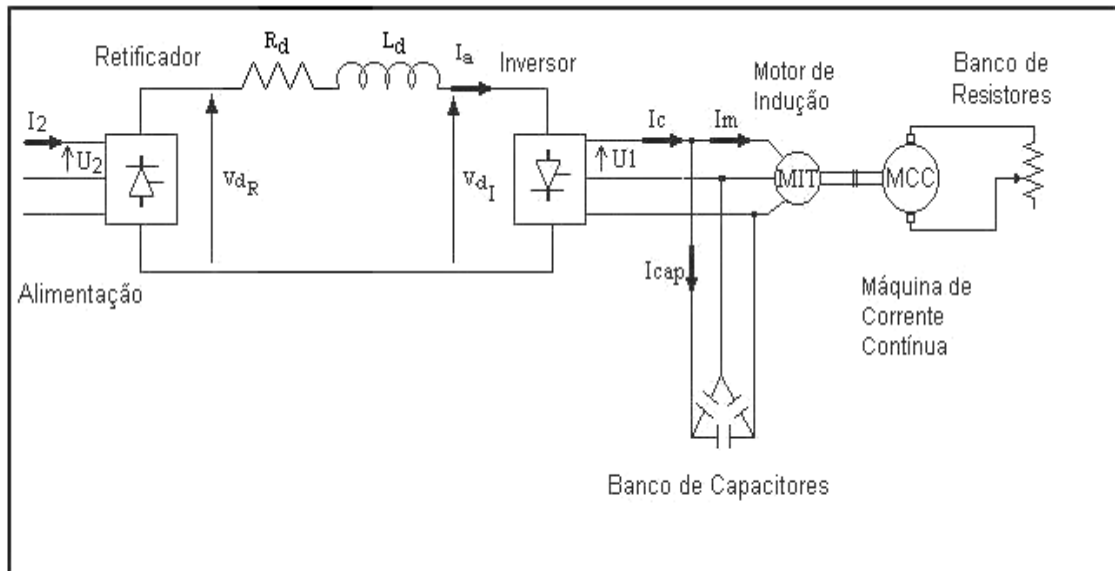 Retificador
Rd
Ld
Ia
Inversor
Motor de
Indução
Banco de
Resistores
I2
U2
VdR
VdI
U1
Ic
Im
MIT
MCC
Icap
Alimentação
Máquina de
Corrente
Contínua
Banco de Capacitores